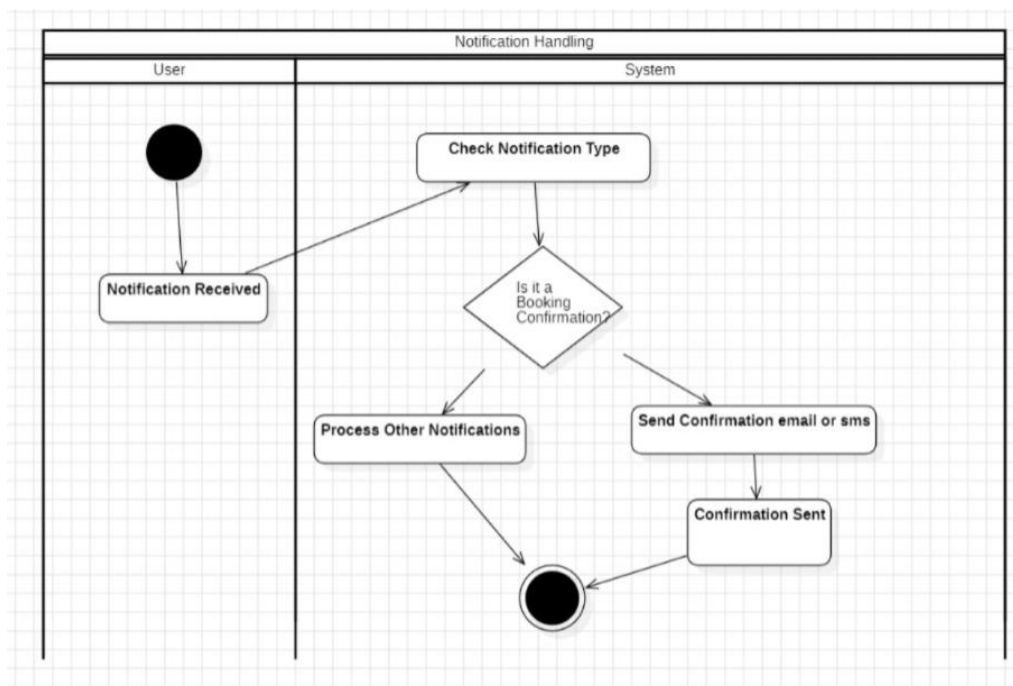 Notification Handling
User
System
Check Notification Type
Notification Received
Is it a
Booking
Confirmation?
Process Other Notifications
Send Confirmation email or sms
Confirmation Sent